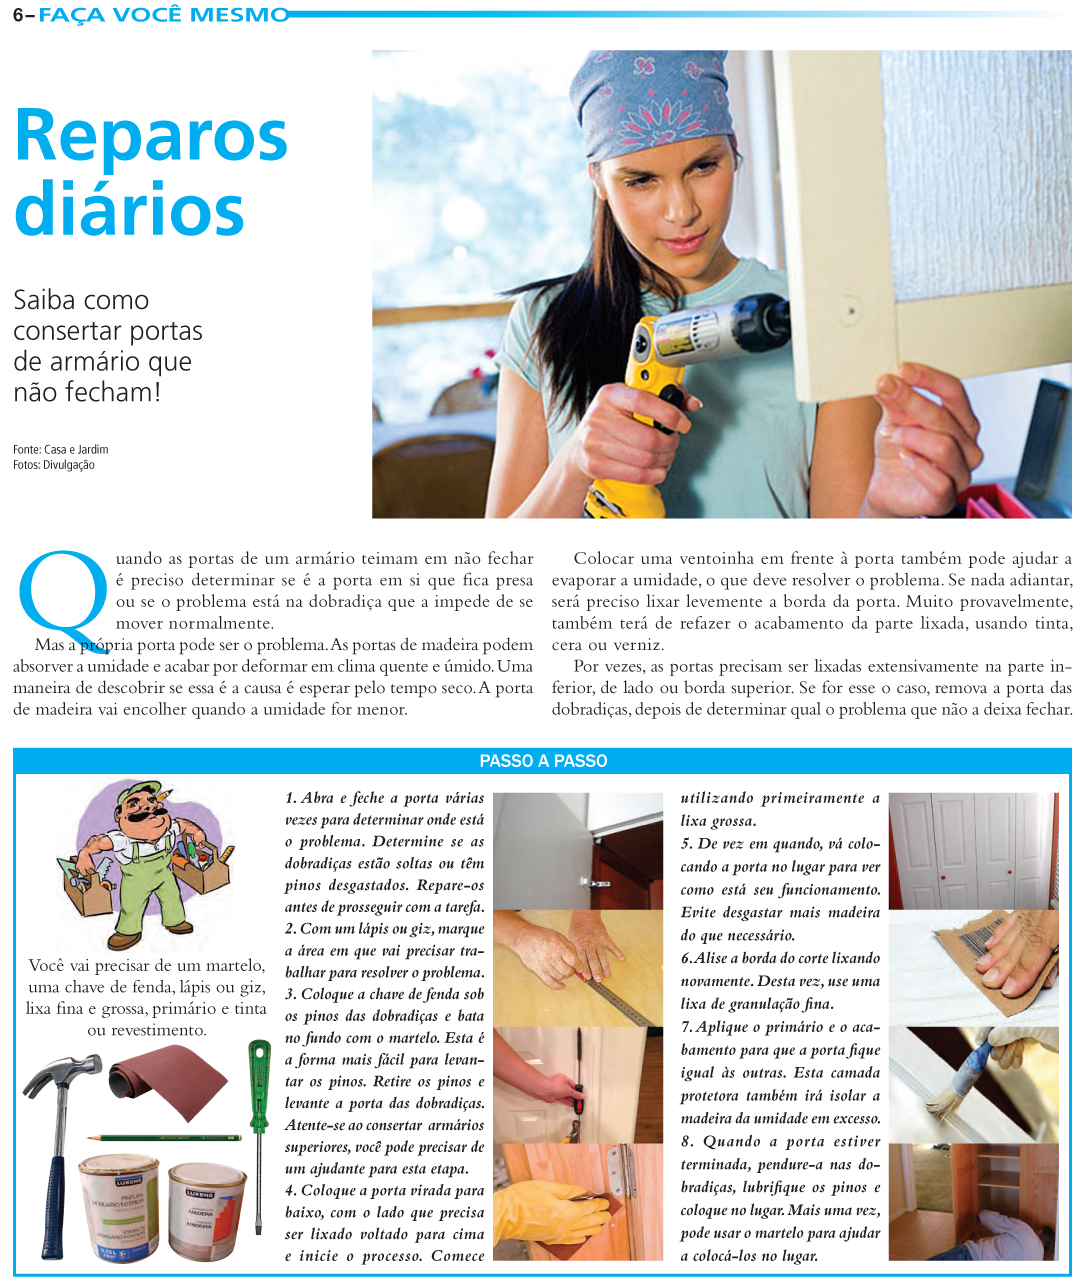 6– FAÇA VOCÊ MESMO
Reparos
diários
Saiba como
consertar portas
de armário que
não fecham!
Fonte: Casa e Jardim
Fotos: Divulgação
Quando as portas de um armário teimam em não fechar
é preciso determinar se é a porta em si que fica presa
ou se o problema está na dobradiça que a impede de se
mover normalmente.
Mas a própria porta pode ser o problema. As portas de madeira podem
absorver a umidade e acabar por deformar em clima quente e úmido. Uma
maneira de descobrir se essa é a causa é esperar pelo tempo seco. A porta
de madeira vai encolher quando a umidade for menor.
Colocar uma ventoinha em frente à porta também pode ajudar a
evaporar a umidade, o que deve resolver o problema. Se nada adiantar,
será preciso lixar levemente a borda da porta. Muito provavelmente,
também terá de refazer o acabamento da parte lixada, usando tinta,
cera ou verniz.
Por vezes, as portas precisam ser lixadas extensivamente na parte in-
ferior, de lado ou borda superior. Se for esse o caso, remova a porta das
dobradiças, depois de determinar qual o problema que não a deixa fechar.
PASSO A PASSO
Você vai precisar de um martelo,
uma chave de fenda, lápis ou giz,
lixa fina e grossa, primário e tinta
ou revestimento.
LUXENS
LUXENS
MADERA
MADEIRA
1. Abra e feche a porta várias
vezes para determinar onde está
o problema. Determine se as
dobradiças estão soltas ou têm
pinos desgastados. Repare-os
antes de prosseguir com a tarefa.
2. Com um lápis ou giz, marque
a área em que vai precisar tra-
balhar para resolver o problema.
3. Coloque a chave de fenda sob
os pinos das dobradiças e bata
no fundo com o martelo. Esta é
a forma mais fácil para levan-
tar os pinos. Retire os pinos e
levante a porta das dobradiças.
Atente-se ao consertar armários
superiores, você pode precisar de
um ajudante para esta etapa.
4. Coloque a porta virada para
baixo, com o lado que precisa
ser lixado voltado para cima
e inicie o processo. Comece
utilizando primeiramente a
lixa grossa.
5. De vez em quando, vá colo-
cando a porta no lugar para ver
como está seu funcionamento.
Evite desgastar mais madeira
do que necessário.
6. Alise a borda do corte lixando
novamente. Desta vez, use uma
lixa de granulação fina.
7. Aplique o primário e o aca-
bamento para que a porta fique
igual às outras. Esta camada
protetora também irá isolar a
madeira da umidade em excesso.
8. Quando a porta estiver
terminada, pendure-a nas do-
bradiças, lubrifique os pinos e
coloque no lugar. Mais uma vez,
pode usar o martelo para ajudar
a colocá-los no lugar.